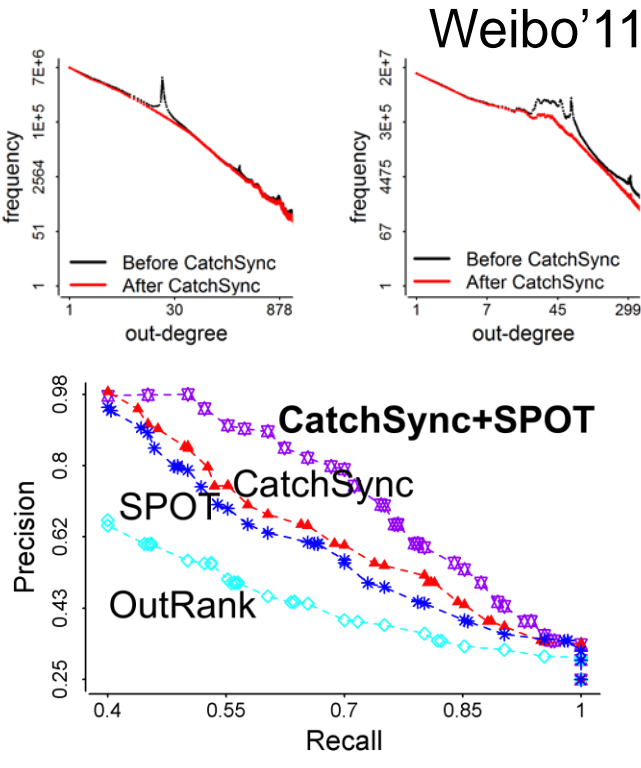 Weibo'11
frequency
7E+6
1E+5
2564
51
1
Before CatchSync
After CatchSync
1
30
878
out-degree
frequency
2E+7
3E+5
4475
67
1
Before CatchSync
After CatchSync
1
7
45
299
out-degree
Precision
0.98
0.8
0.62
0.43
0.25
CatchSync+SPOT
CatchSync
SPOT
OutRank
0.4
0.55
0.7
0.85
1
Recall